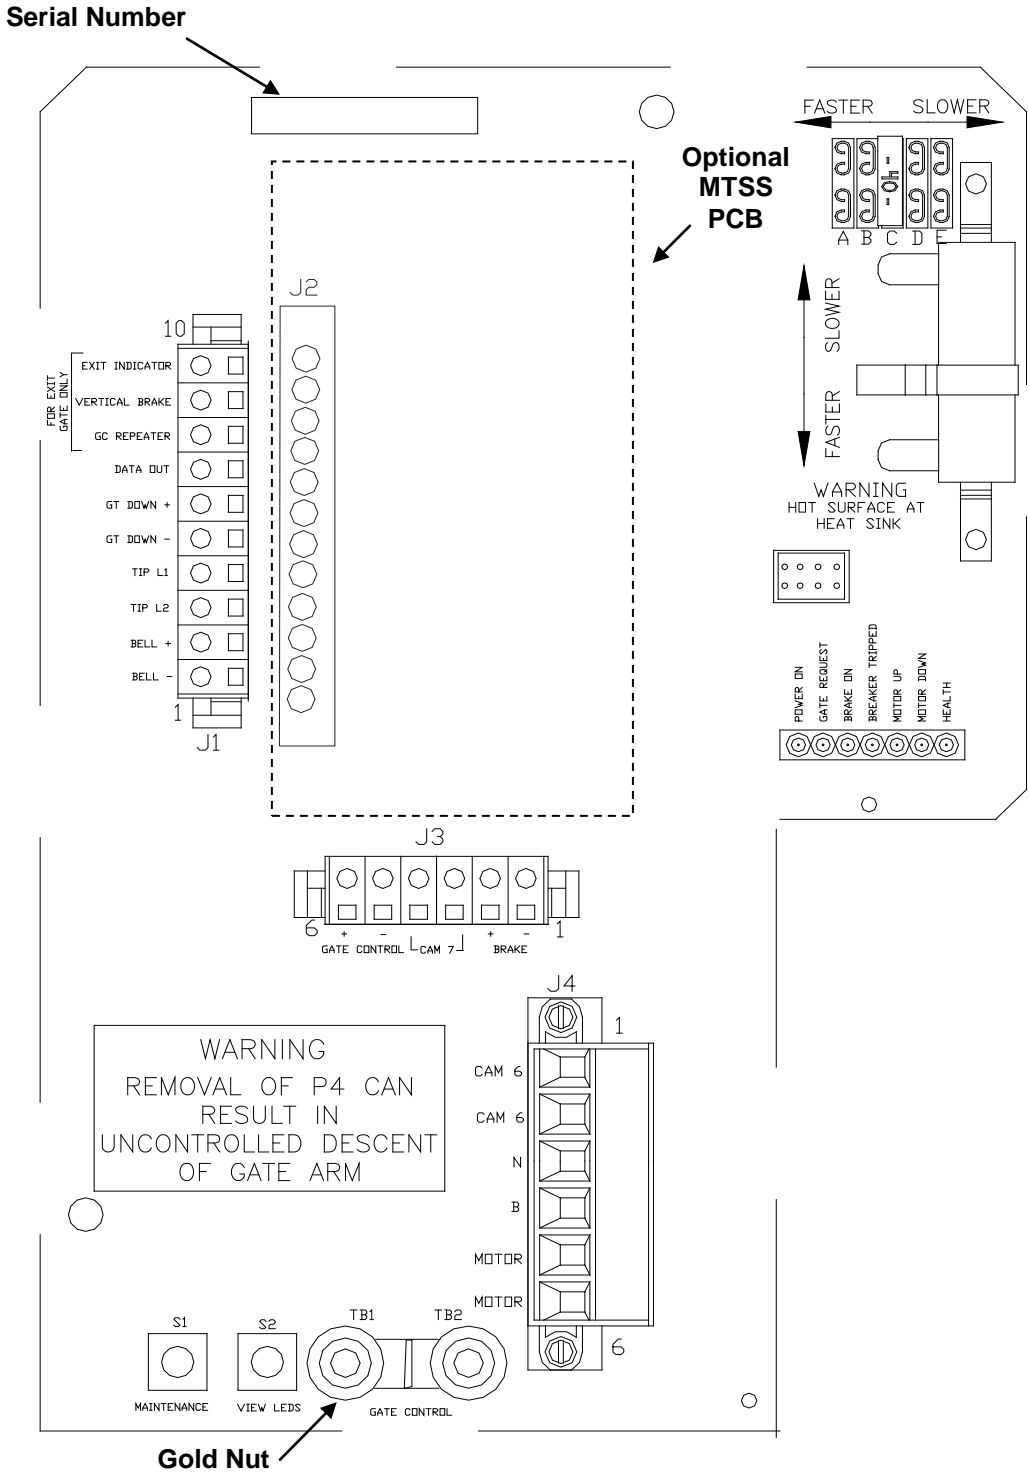 Serial Number
FASTER SLOWER
Optional
MTSS
PCB
-40-
A B C D E
J2
SLOWER
FASTER
10
FOR EXIT
GATE ONLY
EXIT INDICATOR
VERTICAL BRAKE
GC REPEATER
DATA OUT
GT DOWN +
GT DOWN -
TIP L1
TIP L2
BELL +
BELL -
1
J1
WARNING
HOT SURFACE AT
HEAT SINK
POWER ON
GATE REQUEST
BRAKE ON
BREAKER TRIPPED
MOTOR UP
MOTOR DOWN
HEALTH
J3
6 + - + - 1
GATE CONTROL CAM 7 BRAKE
J4
1
CAM 6
CAM 6
N
B
MOTOR
MOTOR
6
WARNING
REMOVAL OF P4 CAN
RESULT IN
UNCONTROLLED DESCENT
OF GATE ARM
S1 S2 TB1 TB2
MAINTENANCE VIEW LEDS GATE CONTROL
Gold Nut